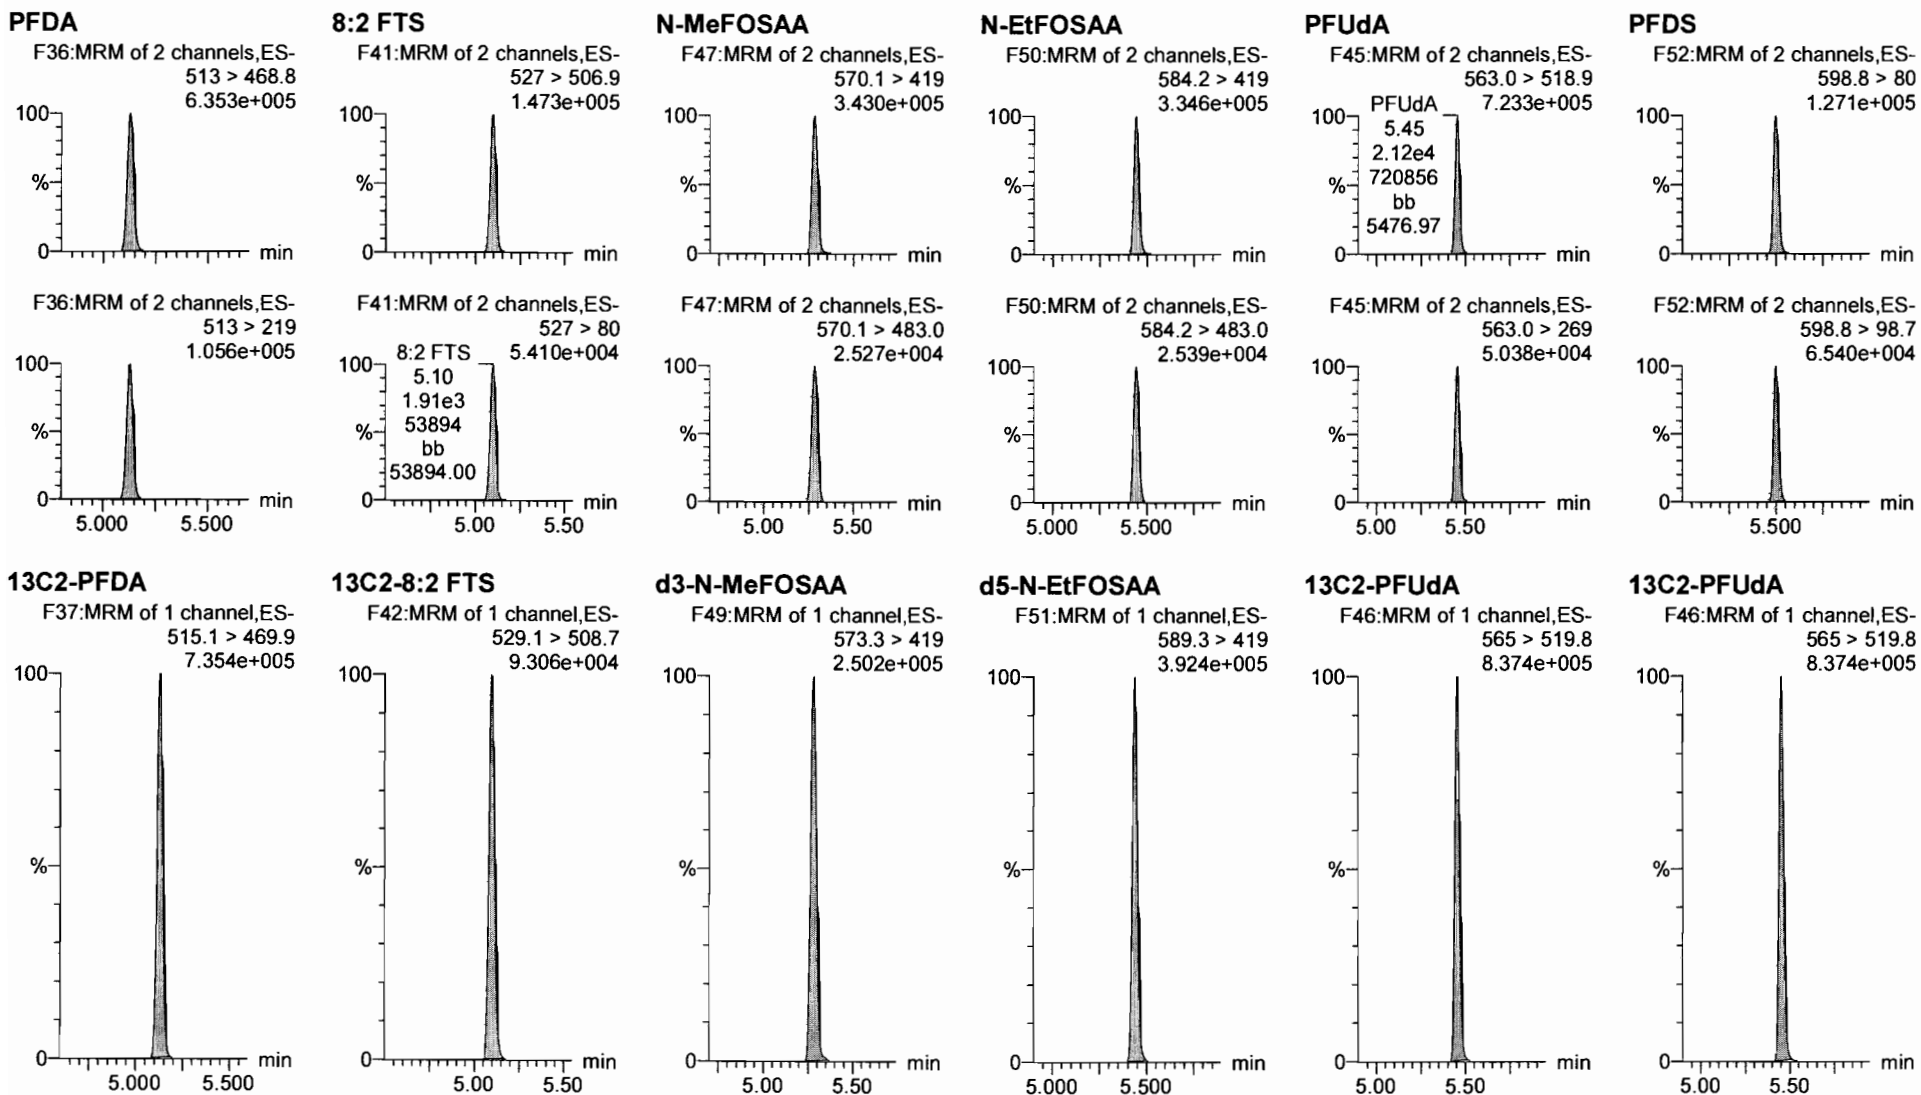 PFDA
F36:MRM of 2 channels,ES-
513 > 468.8
6.353e+005
100
%
0
min
F36:MRM of 2 channels,ES-
513 > 219
1.056e+005
100
%
0
min
5.000 5.500
8:2 FTS
F41:MRM of 2 channels,ES-
527 > 506.9
1.473e+005
100
%
0
min
F41:MRM of 2 channels,ES-
527 > 80
5.410e+004
8:2 FTS
5.10
1.91e3
53894
bb
53894.00
100
%
0
min
5.00 5.50
N-MeFOSAA
F47:MRM of 2 channels,ES-
570.1 > 419
3.430e+005
100
%
0
min
F47:MRM of 2 channels,ES-
570.1 > 483.0
2.527e+004
100
%
0
min
5.00 5.50
N-EtFOSAA
F50:MRM of 2 channels,ES-
584.2 > 419
3.346e+005
100
%
0
min
F50:MRM of 2 channels,ES-
584.2 > 483.0
2.539e+004
100
%
0
min
5.000 5.500
PFUdA
F45:MRM of 2 channels,ES-
563.0 > 518.9
7.233e+005
PFUdA
5.45
2.12e4
720856
bb
5476.97
100
%
0
min
F45:MRM of 2 channels,ES-
563.0 > 269
5.038e+004
100
%
0
min
5.00 5.50
PFDS
F52:MRM of 2 channels,ES-
598.8 > 80
1.271e+005
100
%
0
min
F52:MRM of 2 channels,ES-
598.8 > 98.7
6.540e+004
100
%
0
min
5.500
13C2-PFDA
F37:MRM of 1 channel,ES-
515.1 > 469.9
7.354e+005
100
%
0
min
5.000 5.500
13C2-8:2 FTS
F42:MRM of 1 channel,ES-
529.1 > 508.7
9.306e+004
100
%
0
min
5.00 5.50
d3-N-MeFOSAA
F49:MRM of 1 channel,ES-
573.3 > 419
2.502e+005
100
%
0
min
5.00 5.50
d5-N-EtFOSAA
F51:MRM of 1 channel,ES-
589.3 > 419
3.924e+005
100
%
0
min
5.000 5.500
13C2-PFUdA
F46:MRM of 1 channel,ES-
565 > 519.8
8.374e+005
100
%
0
min
5.00 5.50
13C2-PFUdA
F46:MRM of 1 channel,ES-
565 > 519.8
8.374e+005
100
%
0
min
5.00 5.50